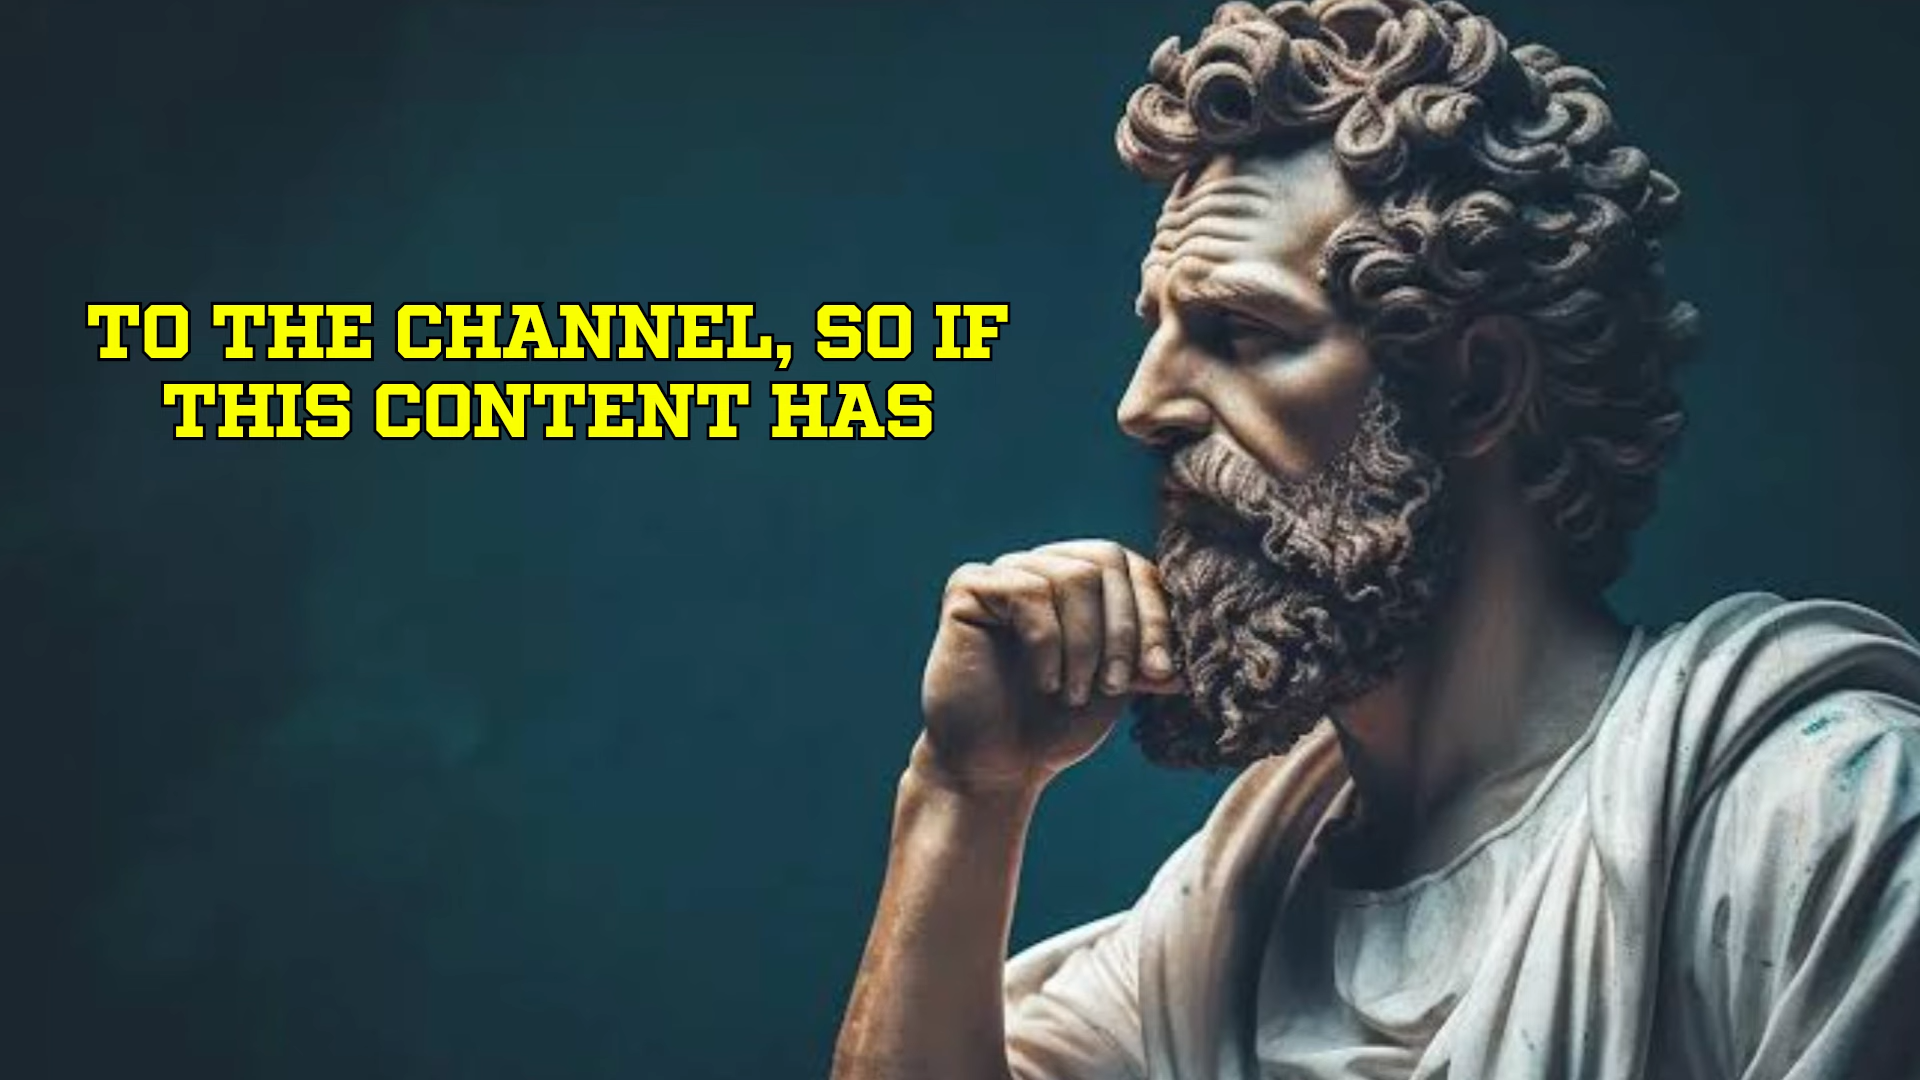 TO THE CHANNEL, SO IF
THIS CONTENT HAS